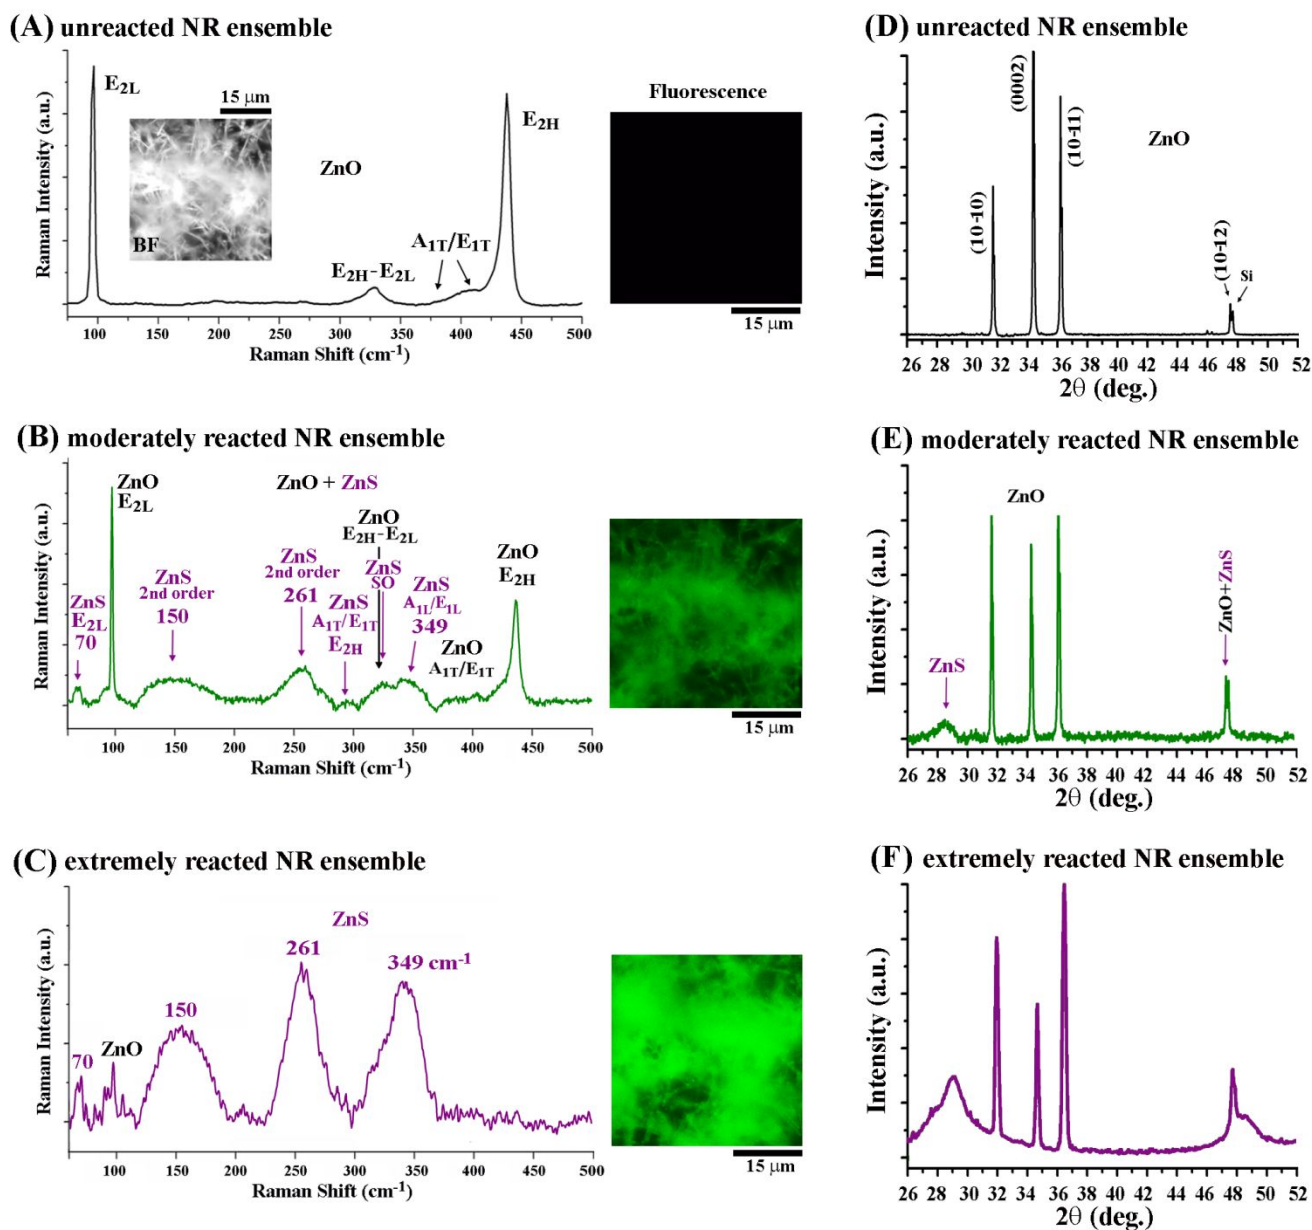 (A) unreacted NR ensemble
Raman Intensity (a.u.)
E2L
15 μm
BF
ZnO
E2H-E2L
A1T/E1T
E2H
100 150 200 250 300 350 400 450 500
Raman Shift (cm-1)
Fluorescence
15 μm
(D) unreacted NR ensemble
Intensity (a.u.)
(10-10)
(0002)
(10-11)
ZnO
(10-12)
Si
26 28 30 32 34 36 38 40 42 44 46 48 50 52
2θ (deg.)
(B) moderately reacted NR ensemble
Raman Intensity (a.u.)
ZnO
E2L
ZnS
E2L
70
ZnS
2nd order
150
ZnO + ZnS
ZnS
2nd order
261
ZnS
A1T/E1T
E2H
ZnO
E2H-E2L
ZnS
SO
ZnS
A1L/E1L
349
ZnO
A1T/E1T
ZnO
E2H
100 150 200 250 300 350 400 450 500
Raman Shift (cm-1)
15 μm
(E) moderately reacted NR ensemble
Intensity (a.u.)
ZnS
ZnO
ZnO+ZnS
26 28 30 32 34 36 38 40 42 44 46 48 50 52
2θ (deg.)
(C) extremely reacted NR ensemble
Raman Intensity (a.u.)
70
ZnO
150
261
ZnS
349 cm-1
100 150 200 250 300 350 400 450 500
Raman Shift (cm-1)
15 μm
(F) extremely reacted NR ensemble
Intensity (a.u.)
26 28 30 32 34 36 38 40 42 44 46 48 50 52
2θ (deg.)